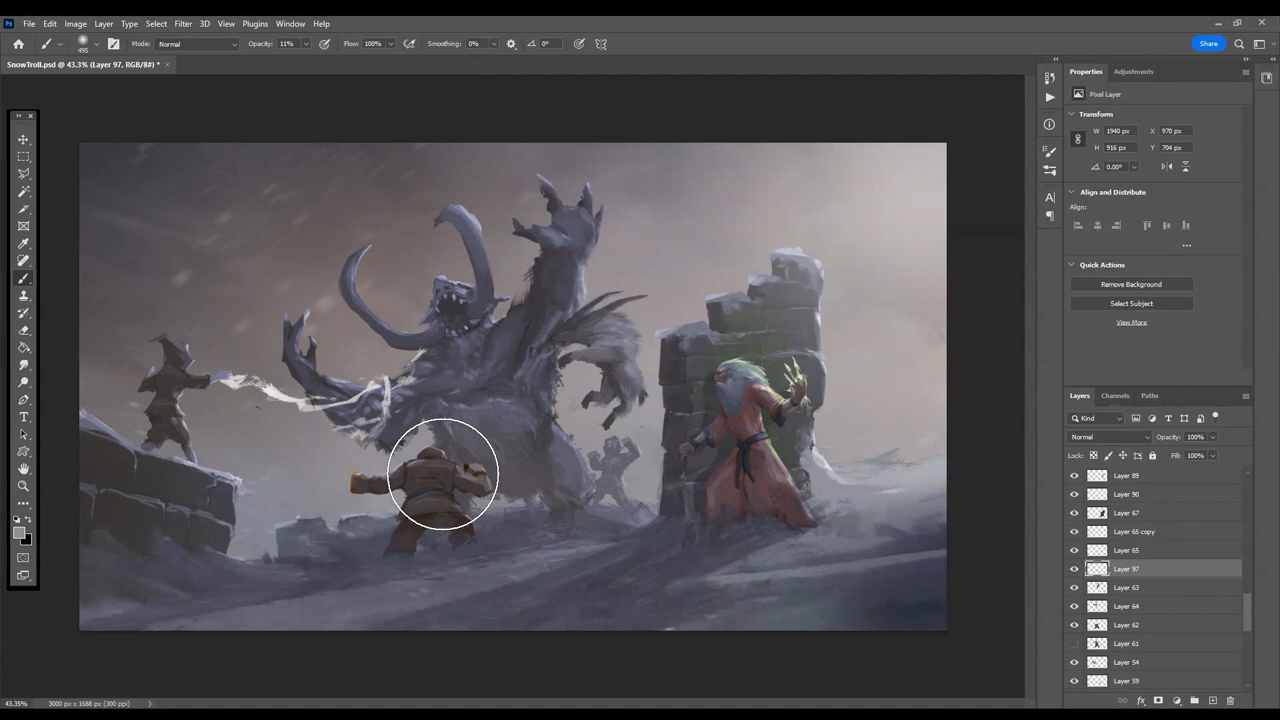 Ps File Edit Image Layer Type Select Filter 3D View Plugins Window Help
495 Mode: Normal Opacity: 11% Flow: 100% Smoothing: 0% 0° Share
SnowTroll.psd @ 43.3% (Layer 97, RGB/8#) * ×
Properties Adjustments
Pixel Layer
Transform
W 1940 px X 970 px
H 916 px Y 704 px
0.00°
Align and Distribute
Align:
Quick Actions
Remove Background
Select Subject
View More
Layers Channels Paths
Kind
Normal Opacity: 100%
Lock: Fill: 100%
Layer 89
Layer 90
Layer 67
Layer 65 copy
Layer 65
Layer 97
Layer 63
Layer 64
Layer 62
Layer 61
Layer 54
Layer 59
43.35% 3000 px x 1688 px (300 ppi)